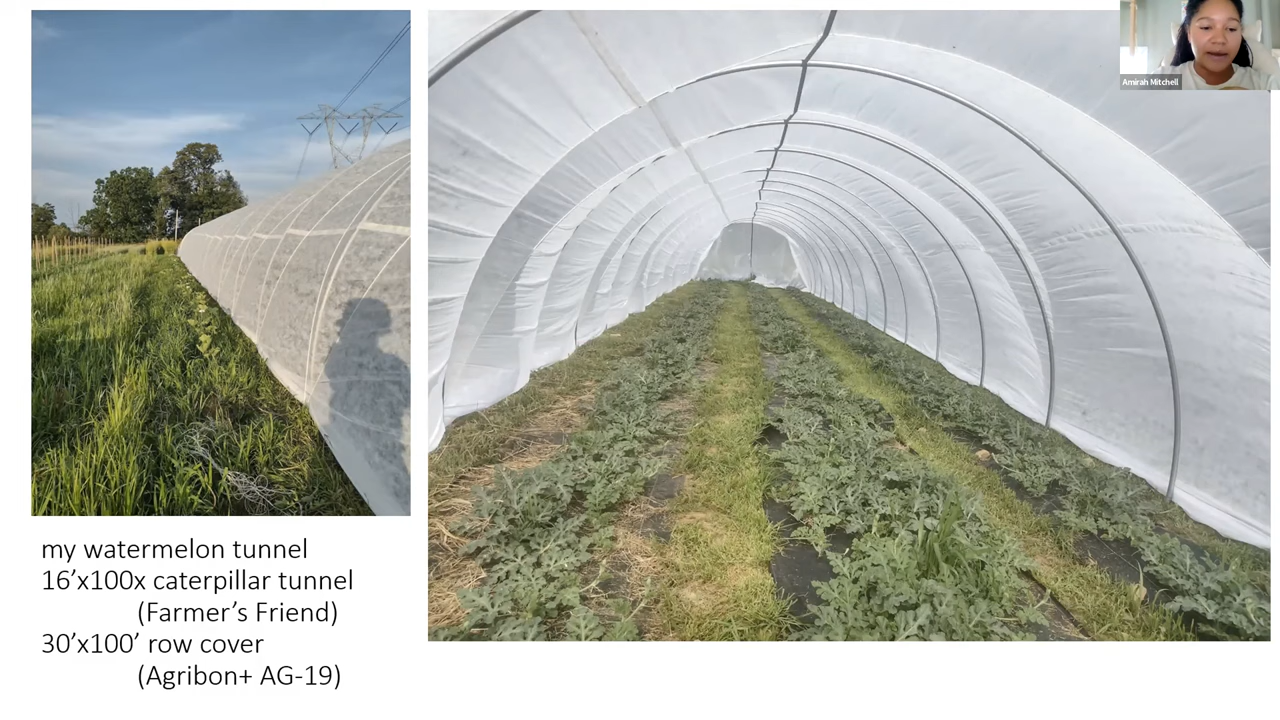 Amirah Mitchell
my watermelon tunnel
16’x100x caterpillar tunnel
(Farmer’s Friend)
30’x100’ row cover
(Agribon+ AG-19)